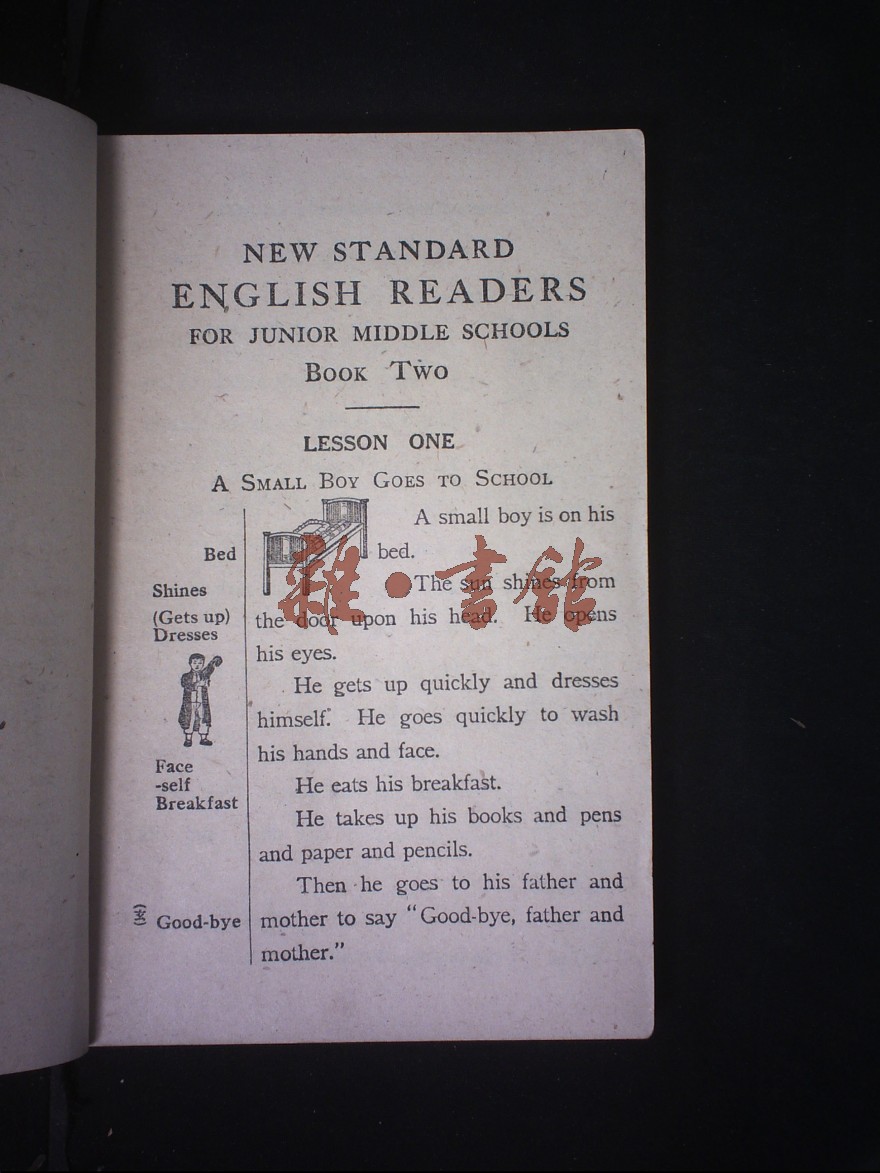 NEW STANDARD
ENGLISH READERS
FOR JUNIOR MIDDLE SCHOOLS
BOOK TWO
LESSON ONE
A SMALL BOY GOES TO SCHOOL
Bed
Shines
(Gets up)
Dresses
Face
-self
Breakfast
Good-bye
A small boy is on his
bed.
The sun shines from
the door upon his head. He opens
his eyes.
He gets up quickly and dresses
himself. He goes quickly to wash
his hands and face.
He eats his breakfast.
He takes up his books and pens
and paper and pencils.
Then he goes to his father and
mother to say "Good-bye, father and
mother."
雜·書館